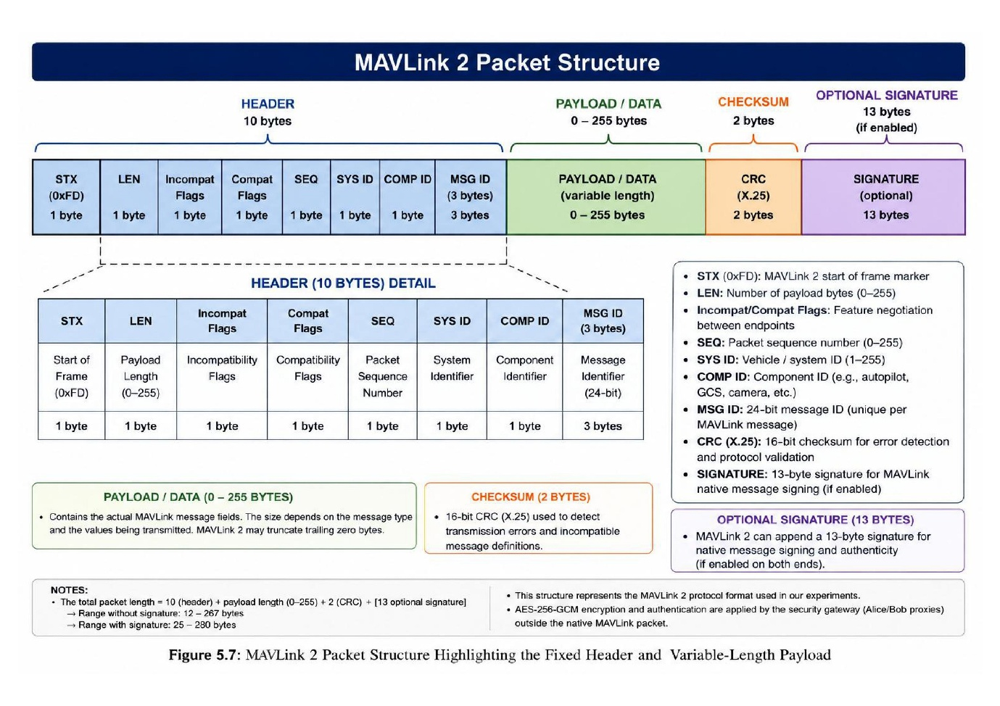 MAVLink 2 Packet Structure
HEADER
10 bytes
PAYLOAD / DATA
0 – 255 bytes
CHECKSUM
2 bytes
OPTIONAL SIGNATURE
13 bytes
(if enabled)
STX
(0xFD)
1 byte
LEN
1 byte
Incompat
Flags
1 byte
Compat
Flags
1 byte
SEQ
1 byte
SYS ID
1 byte
COMP ID
1 byte
MSG ID
(3 bytes)
3 bytes
PAYLOAD / DATA
(variable length)
0 – 255 bytes
CRC
(X.25)
2 bytes
SIGNATURE
(optional)
13 bytes
HEADER (10 BYTES) DETAIL
STX
LEN
Incompat
Flags
Compat
Flags
SEQ
SYS ID
COMP ID
MSG ID
(3 bytes)
Start of
Frame
(0xFD)
Payload
Length
(0–255)
Incompatibility
Flags
Compatibility
Flags
Packet
Sequence
Number
System
Identifier
Component
Identifier
Message
Identifier
(24-bit)
1 byte
1 byte
1 byte
1 byte
1 byte
1 byte
1 byte
3 bytes
• STX (0xFD): MAVLink 2 start of frame marker
• LEN: Number of payload bytes (0–255)
• Incompat/Compat Flags: Feature negotiation
between endpoints
• SEQ: Packet sequence number (0–255)
• SYS ID: Vehicle / system ID (1–255)
• COMP ID: Component ID (e.g., autopilot,
GCS, camera, etc.)
• MSG ID: 24-bit message ID (unique per
MAVLink message)
• CRC (X.25): 16-bit checksum for error detection
and protocol validation
• SIGNATURE: 13-byte signature for MAVLink
native message signing (if enabled)
PAYLOAD / DATA (0 – 255 BYTES)
• Contains the actual MAVLink message fields. The size depends on the message type
and the values being transmitted. MAVLink 2 may truncate trailing zero bytes.
CHECKSUM (2 BYTES)
• 16-bit CRC (X.25) used to detect
transmission errors and incompatible
message definitions.
OPTIONAL SIGNATURE (13 BYTES)
• MAVLink 2 can append a 13-byte signature for
native message signing and authenticity
(if enabled on both ends).
NOTES:
• The total packet length = 10 (header) + payload length (0–255) + 2 (CRC) + [13 optional signature]
→ Range without signature: 12 – 267 bytes
→ Range with signature: 25 – 280 bytes
• This structure represents the MAVLink 2 protocol format used in our experiments.
• AES-256-GCM encryption and authentication are applied by the security gateway (Alice/Bob proxies)
outside the native MAVLink packet.
Figure 5.7: MAVLink 2 Packet Structure Highlighting the Fixed Header and Variable-Length Payload